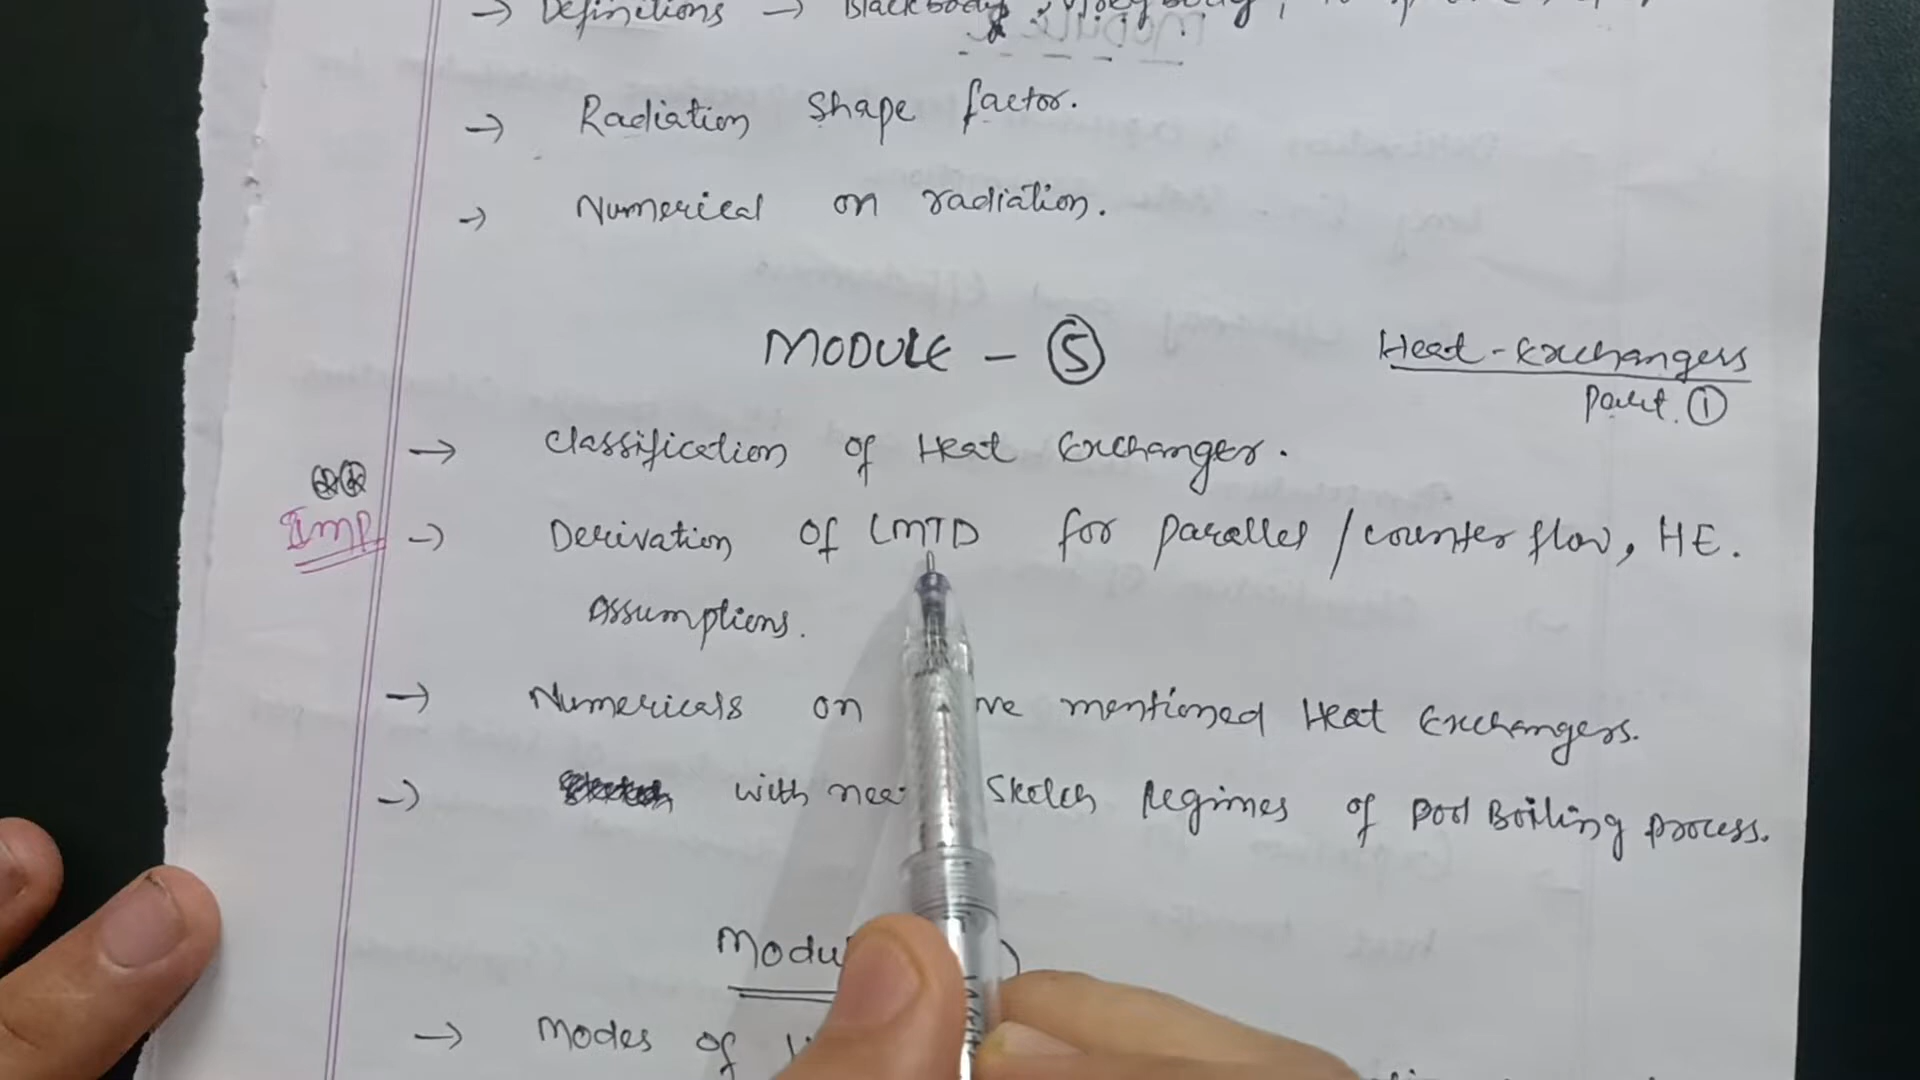 → Definitions → Blackbody,
→ Radiation Shape factor.
→ Numerical on radiation.
MODULE - ⑤
Heat-Exchangers
Part. ①
→ Classification of Heat Exchanger.
Imp → Derivation of LMTD for Parallel / counter flow, HE.
Assumptions.
→ Numericals on mentioned Heat Exchangers.
→ with Sketch Regimes of Pool Boiling process.
→ Modes of